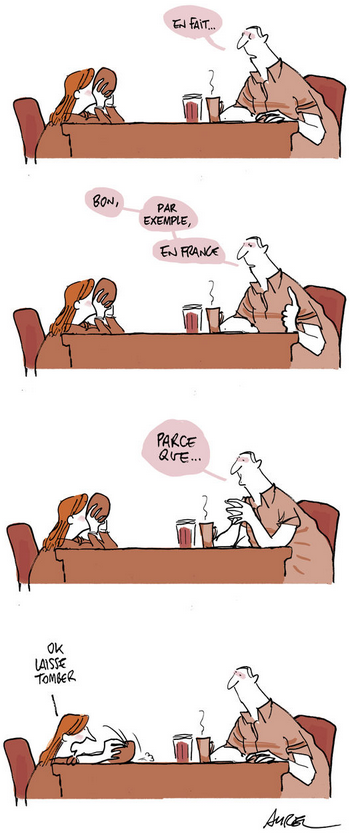 EN FAIT...
BON,
PAR
EXEMPLE,
EN FRANCE
PARCE
QUE...
OK
LAISSE
TOMBER
AUREL